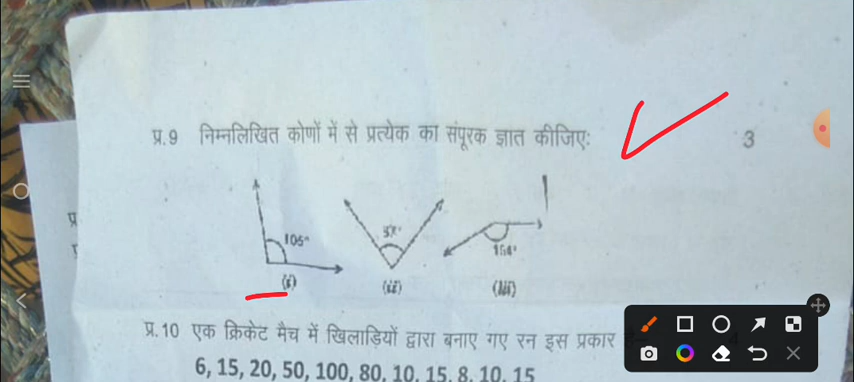 प्र.9 निम्नलिखित कोणों में से प्रत्येक का संपूरक ज्ञात कीजिए: 3
105°
154°
(i) (ii) (iii)
प्र.10 एक क्रिकेट मैच में खिलाड़ियों द्वारा बनाए गए रन इस प्रकार
6, 15, 20, 50, 100, 80, 10, 15, 8, 10, 15